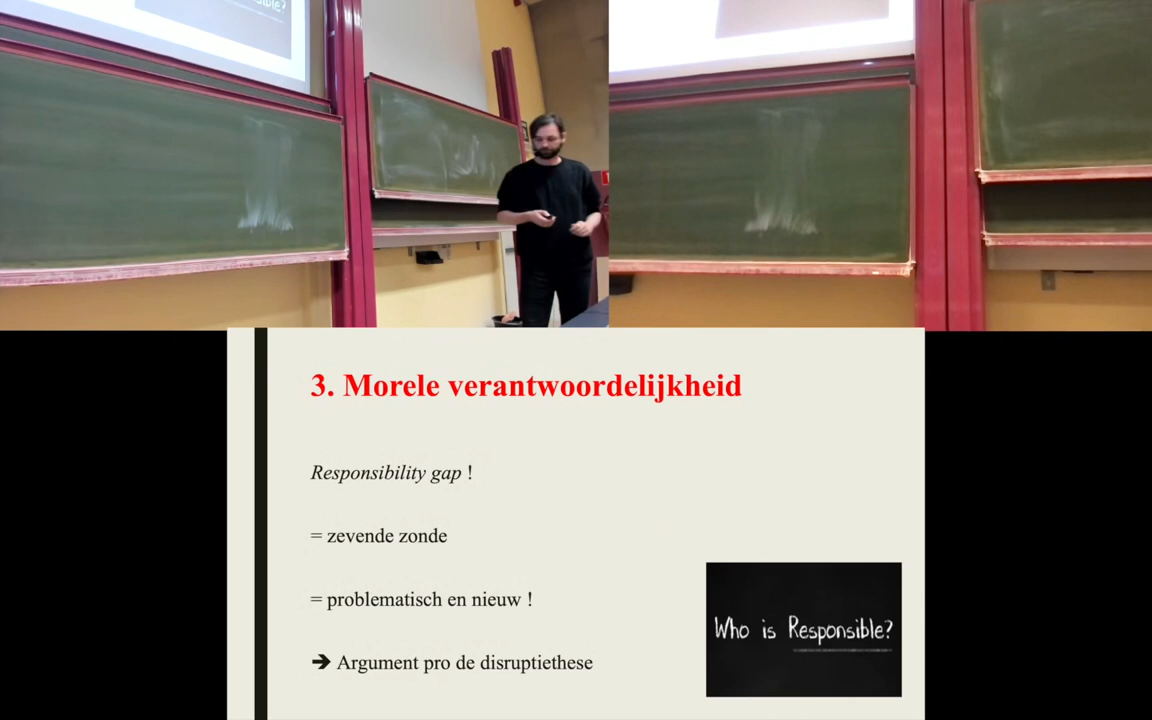 3. Morele verantwoordelijkheid
Responsibility gap !
= zevende zonde
= problematisch en nieuw !
➔ Argument pro de disruptiethese
Who is Responsible?